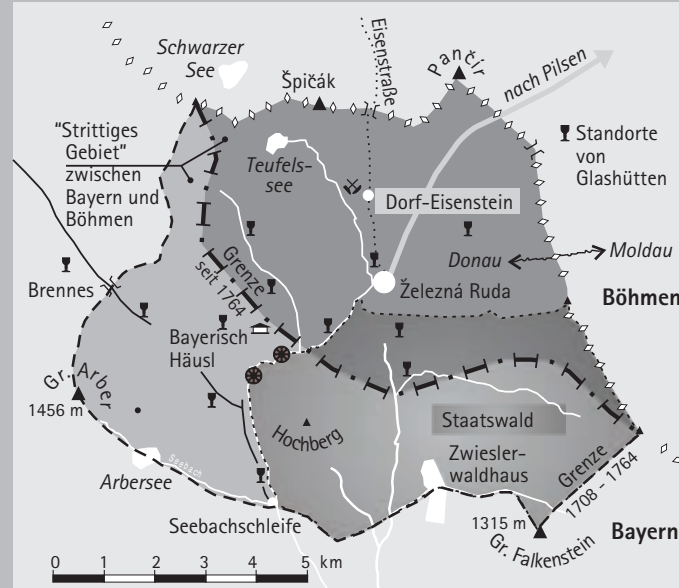 Schwarzer
See
Špičák
Eisenstraße
Pančíř
nach Pilsen
"Strittiges
Gebiet"
zwischen
Bayern und
Böhmen
Teufels-
see
Standorte
von
Glashütten
Dorf-Eisenstein
Donau
Moldau
Grenze
seit 1764
Brennes
Železná Ruda
Böhmen
Bayerisch
Häusl
Gr. Arber
1456 m
Hochberg
Staatswald
Zwiesler-
waldhaus
Grenze
1708 - 1764
Arbersee
Seebach
Seebachschleife
1315 m
Gr. Falkenstein
Bayern
0 1 2 3 4 5 km